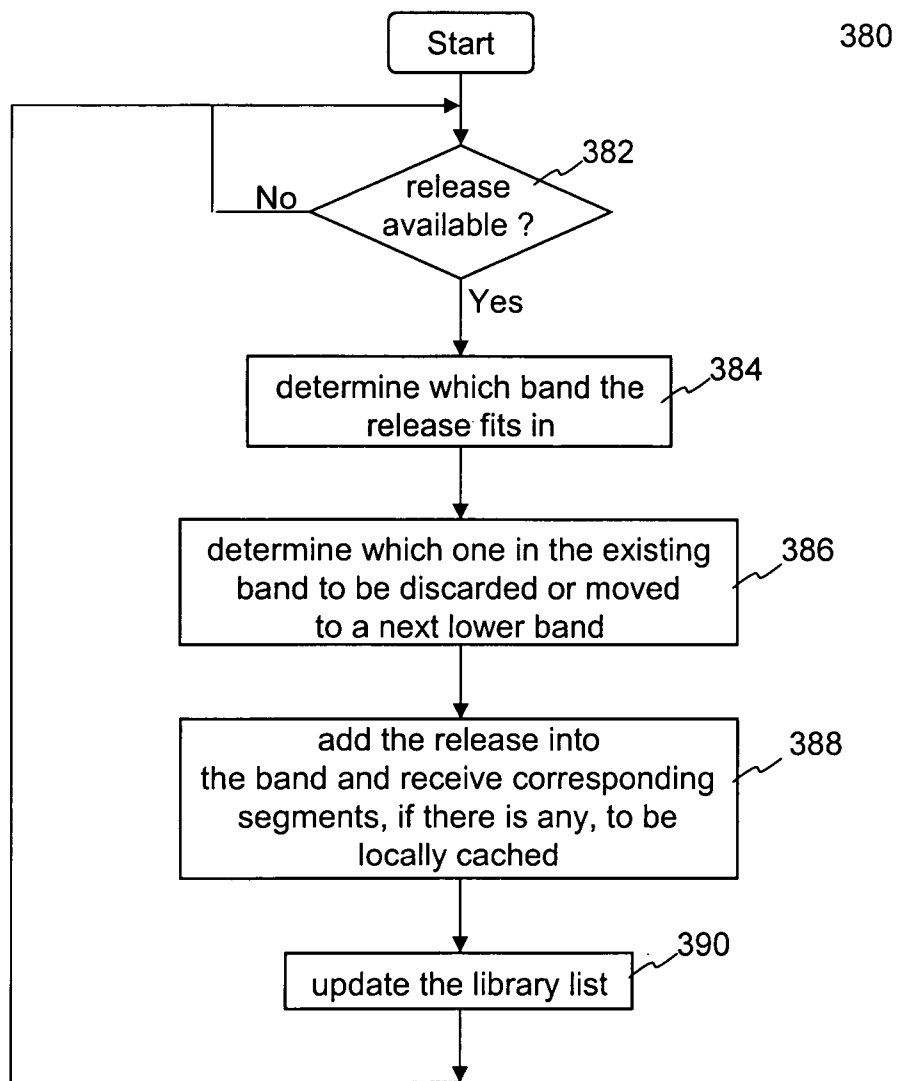 Start
380
382
release
available ?
No
Yes
384
determine which band the
release fits in
386
determine which one in the existing
band to be discarded or moved
to a next lower band
388
add the release into
the band and receive corresponding
segments, if there is any, to be
locally cached
390
update the library list